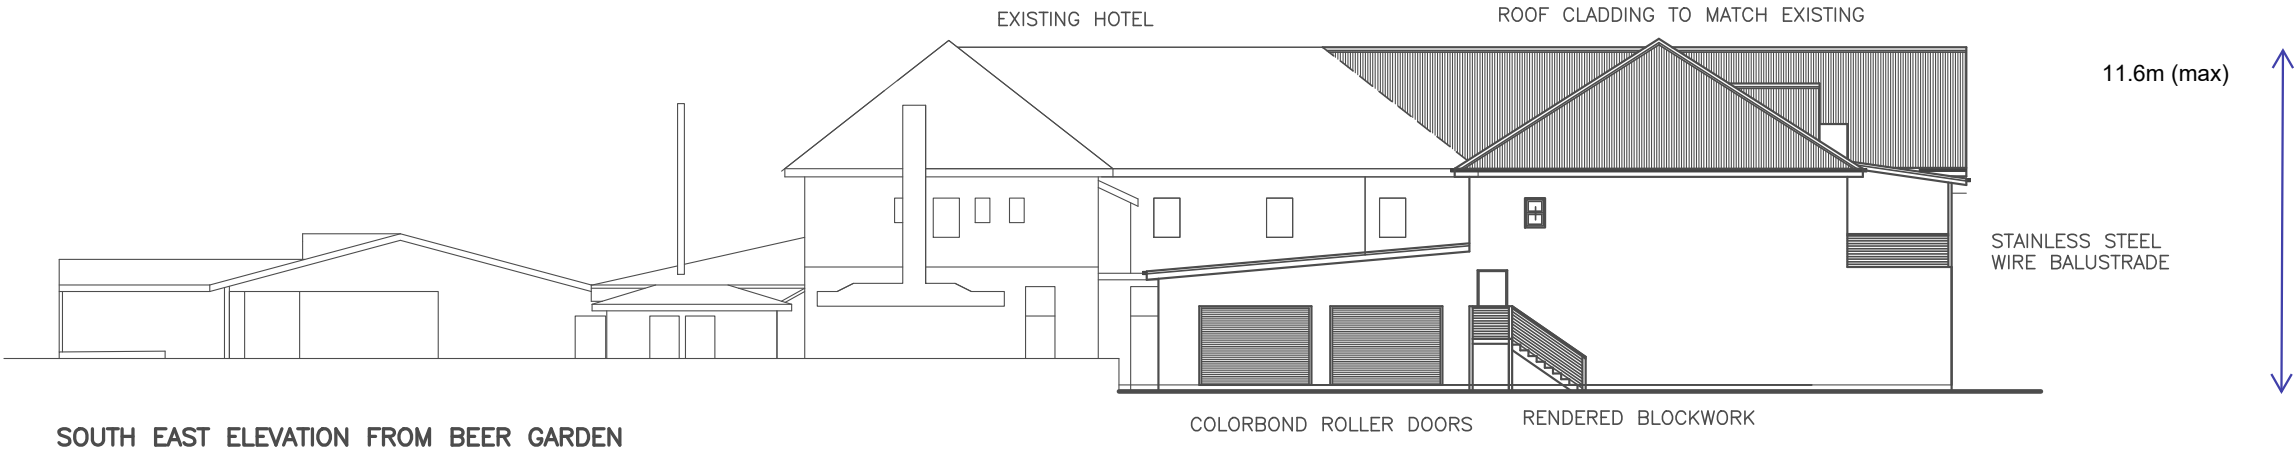 EXISTING HOTEL
ROOF CLADDING TO MATCH EXISTING
11.6m (max)
STAINLESS STEEL
WIRE BALUSTRADE
COLORBOND ROLLER DOORS
RENDERED BLOCKWORK
SOUTH EAST ELEVATION FROM BEER GARDEN